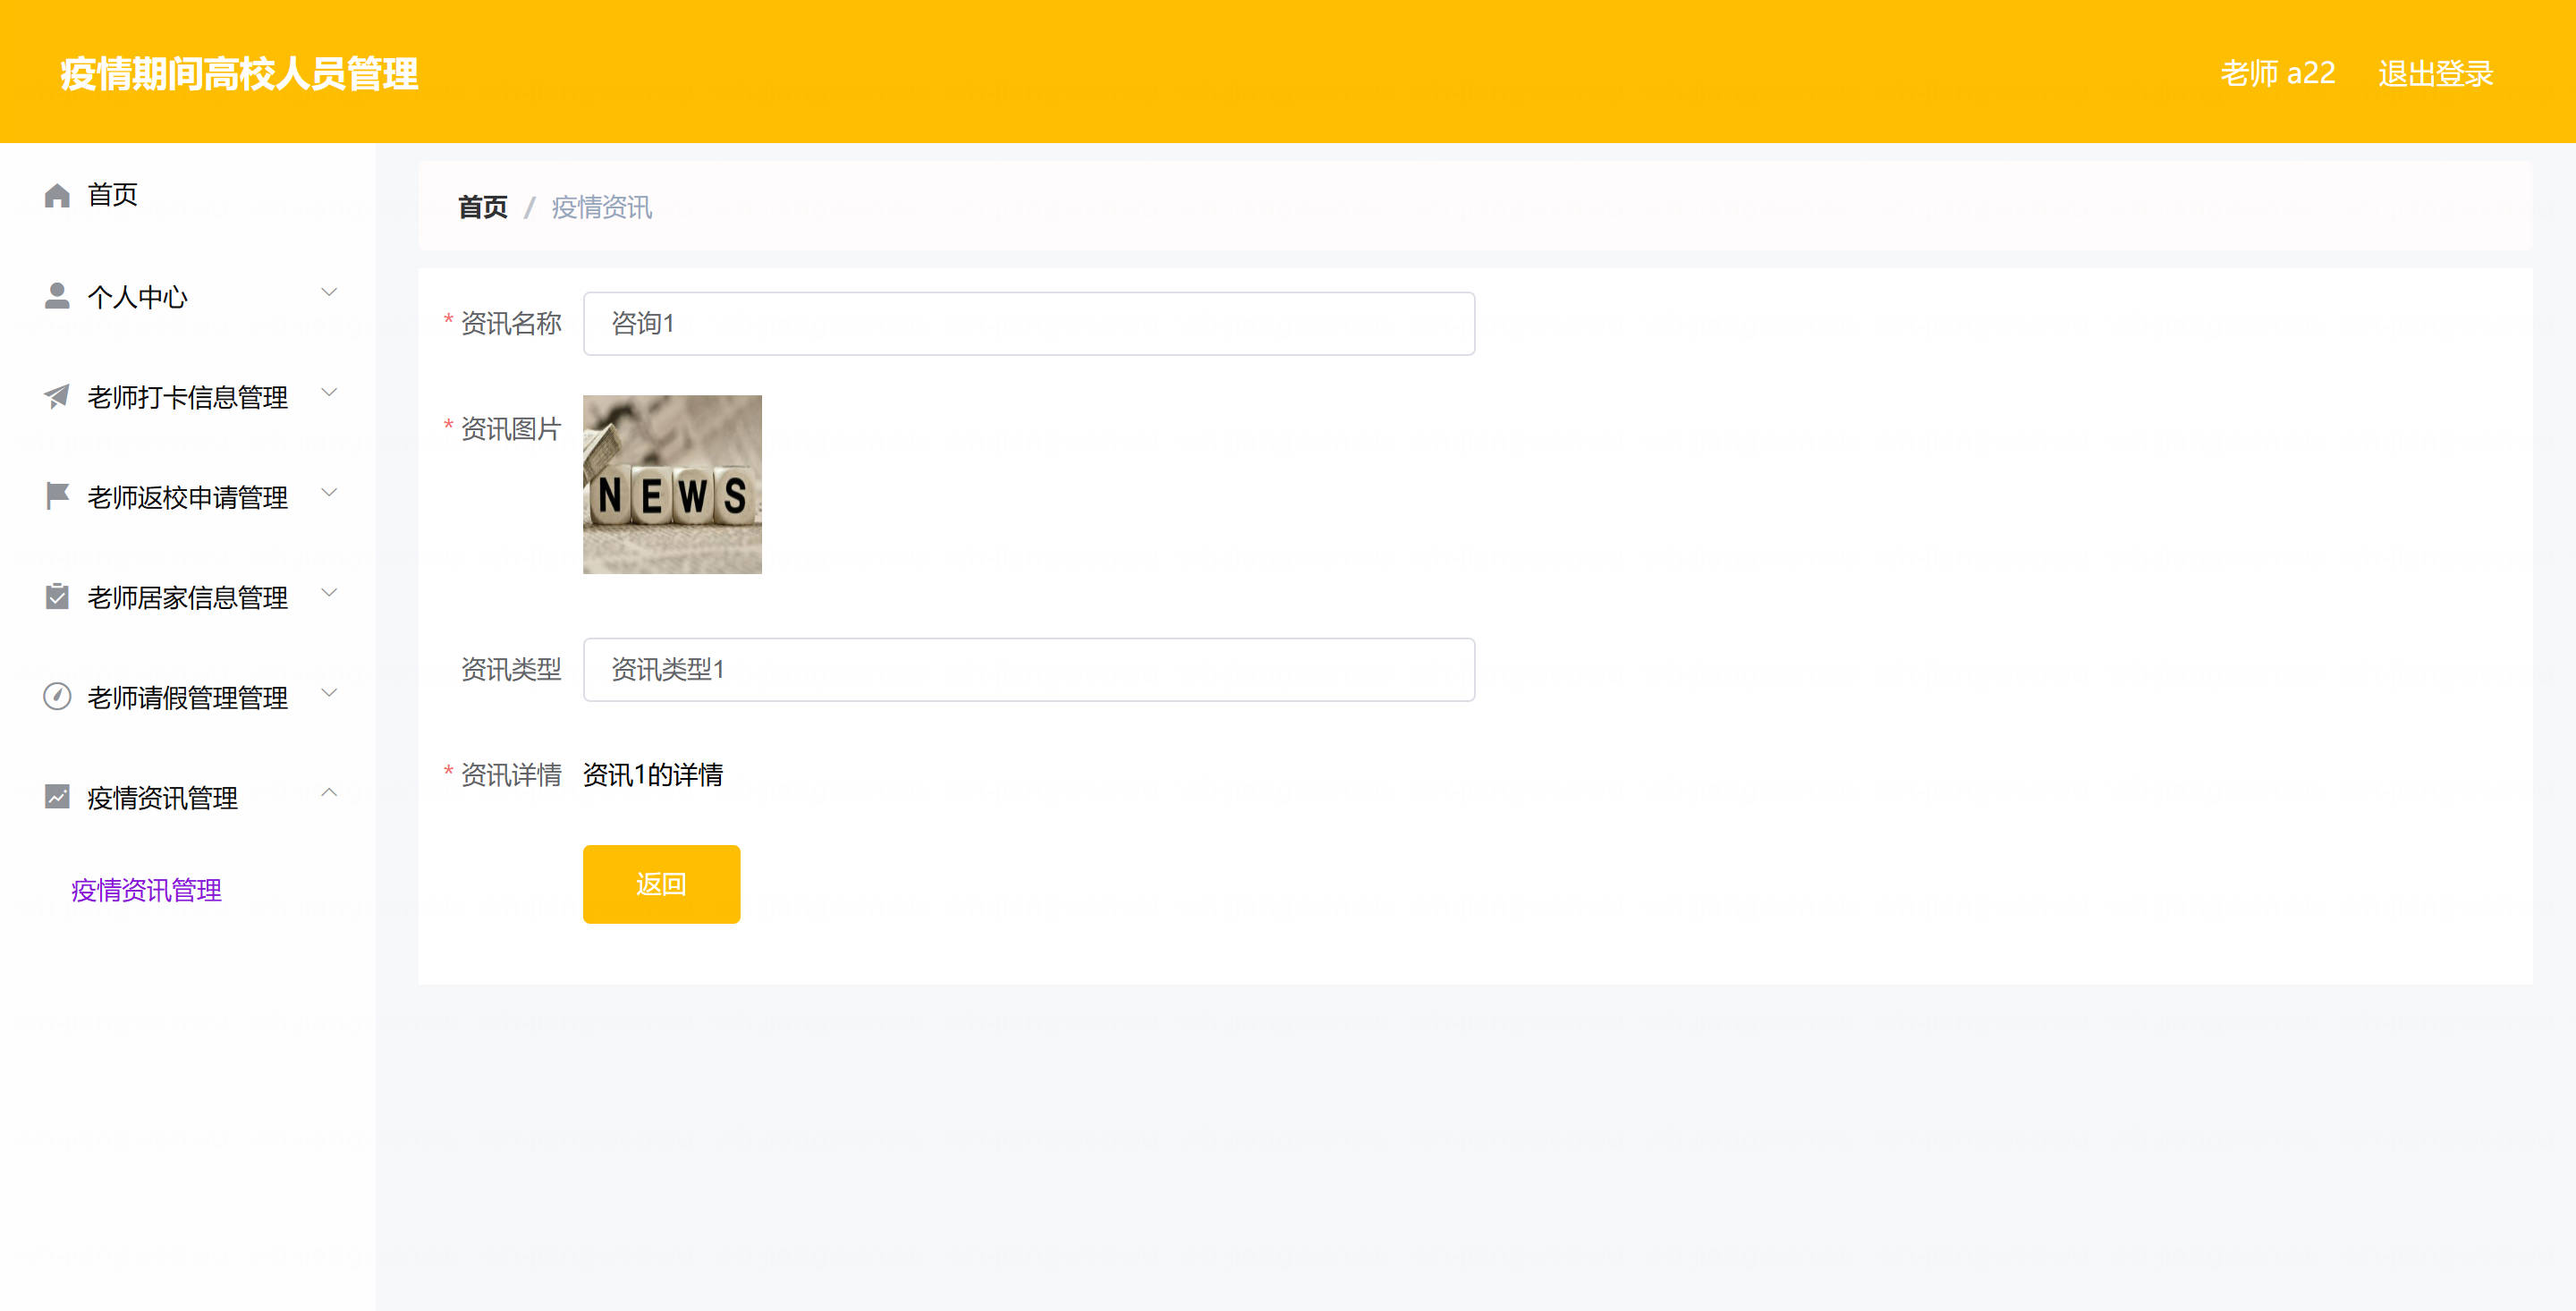 疫情期间高校人员管理
老师 a22 退出登录
首页
个人中心
老师打卡信息管理
老师返校申请管理
老师居家信息管理
老师请假管理管理
疫情资讯管理
疫情资讯管理
首页 / 疫情资讯
* 资讯名称 咨询1
* 资讯图片
NEWS
资讯类型 资讯类型1
* 资讯详情 资讯1的详情
返回